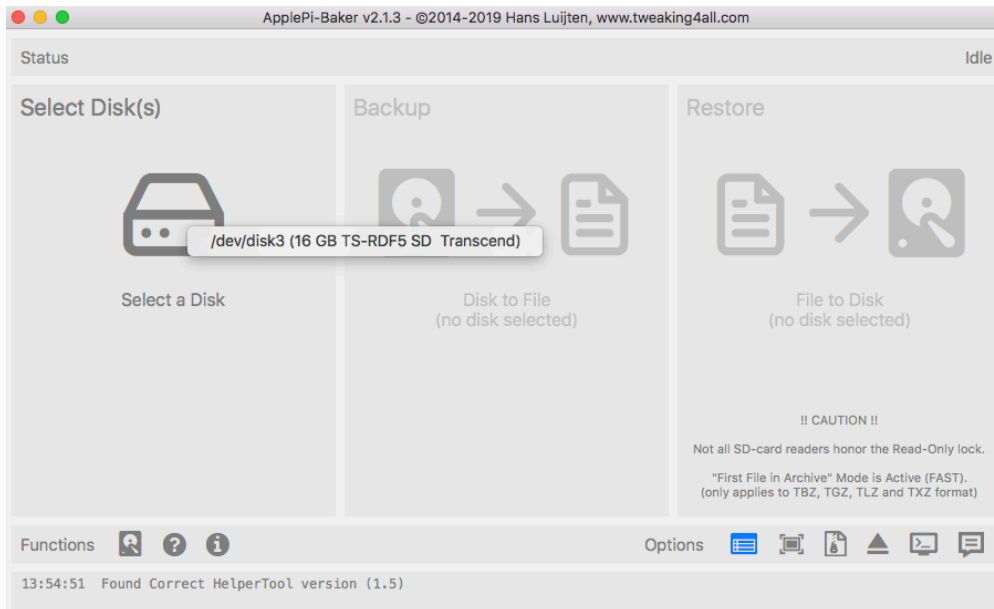 ApplePi-Baker v2.1.3 - ©2014-2019 Hans Luijten, www.tweaking4all.com
Status
Idle
Select Disk(s)
Backup
Restore
/dev/disk3 (16 GB TS-RDF5 SD  Transcend)
Select a Disk
Disk to File
(no disk selected)
File to Disk
(no disk selected)
!! CAUTION !!
Not all SD-card readers honor the Read-Only lock.
"First File in Archive" Mode is Active (FAST).
(only applies to TBZ, TGZ, TLZ and TXZ format)
Functions
Options
13:54:51  Found Correct HelperTool version (1.5)